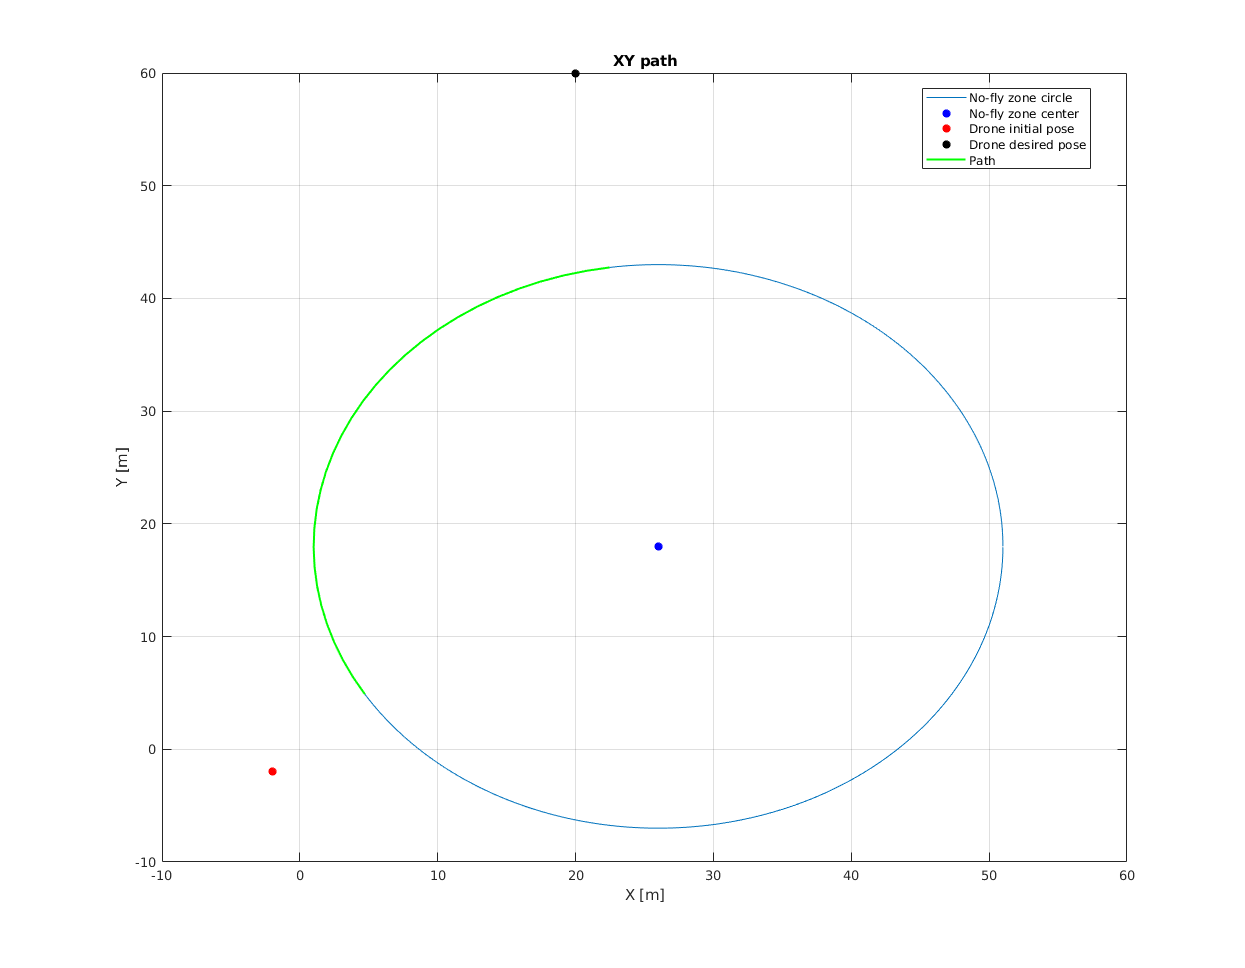 XY path
No-fly zone circle
No-fly zone center
Drone initial pose
Drone desired pose
Path
60
50
40
30
20
10
0
-10
Y [m]
-10 0 10 20 30 40 50 60
X [m]